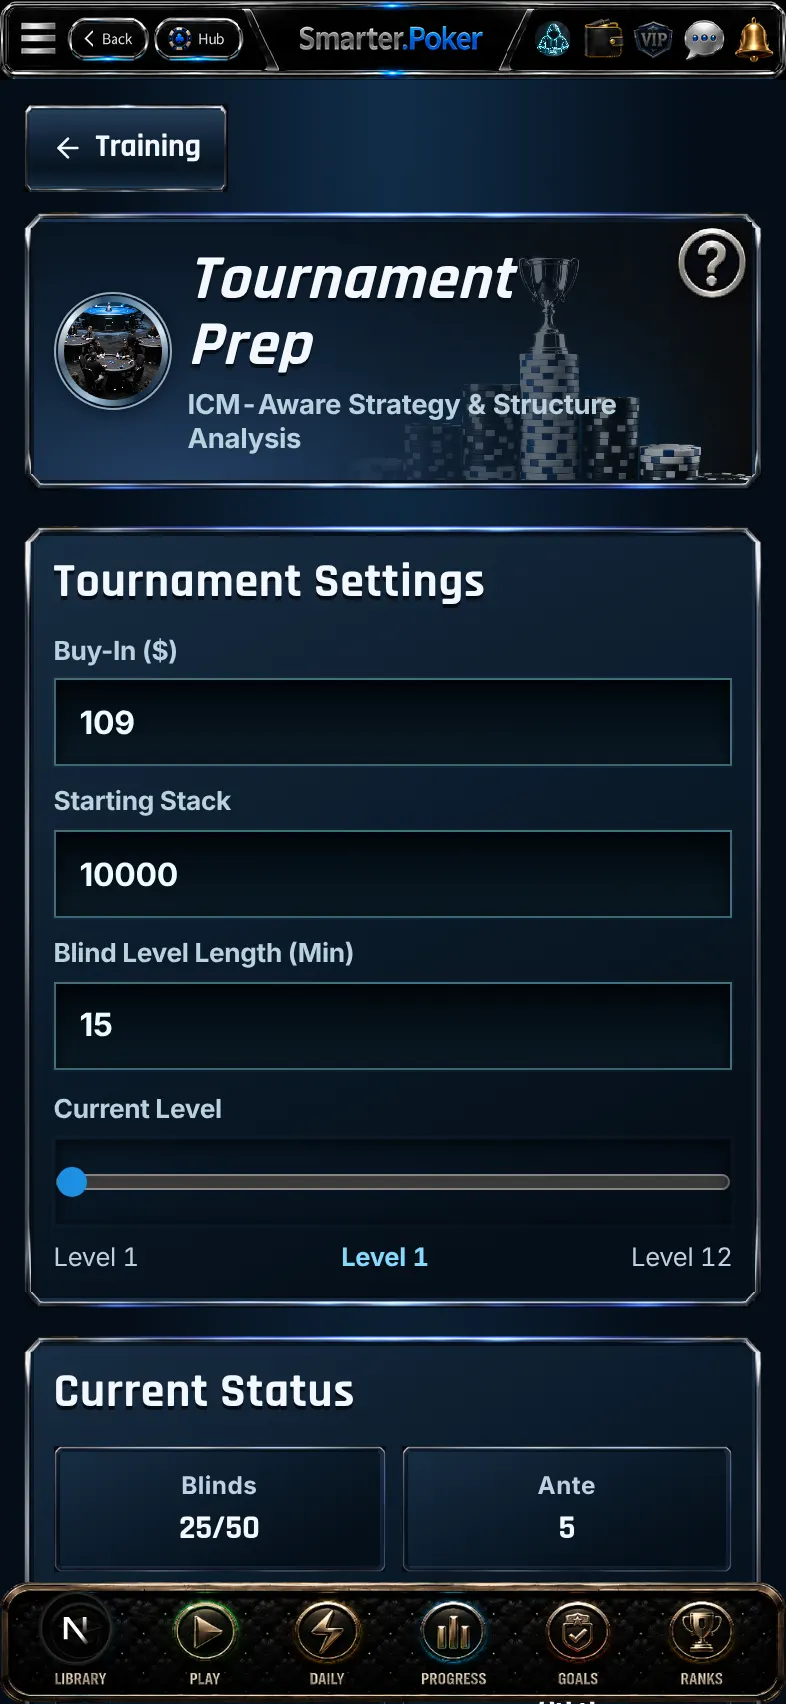 Back
Hub
Smarter.Poker
VIP
← Training
Tournament
Prep
?
ICM-Aware Strategy & Structure
Analysis
Tournament Settings
Buy-In ($)
109
Starting Stack
10000
Blind Level Length (Min)
15
Current Level
Level 1
Level 1
Level 12
Current Status
Blinds
25/50
Ante
5
N
LIBRARY
PLAY
DAILY
PROGRESS
GOALS
RANKS